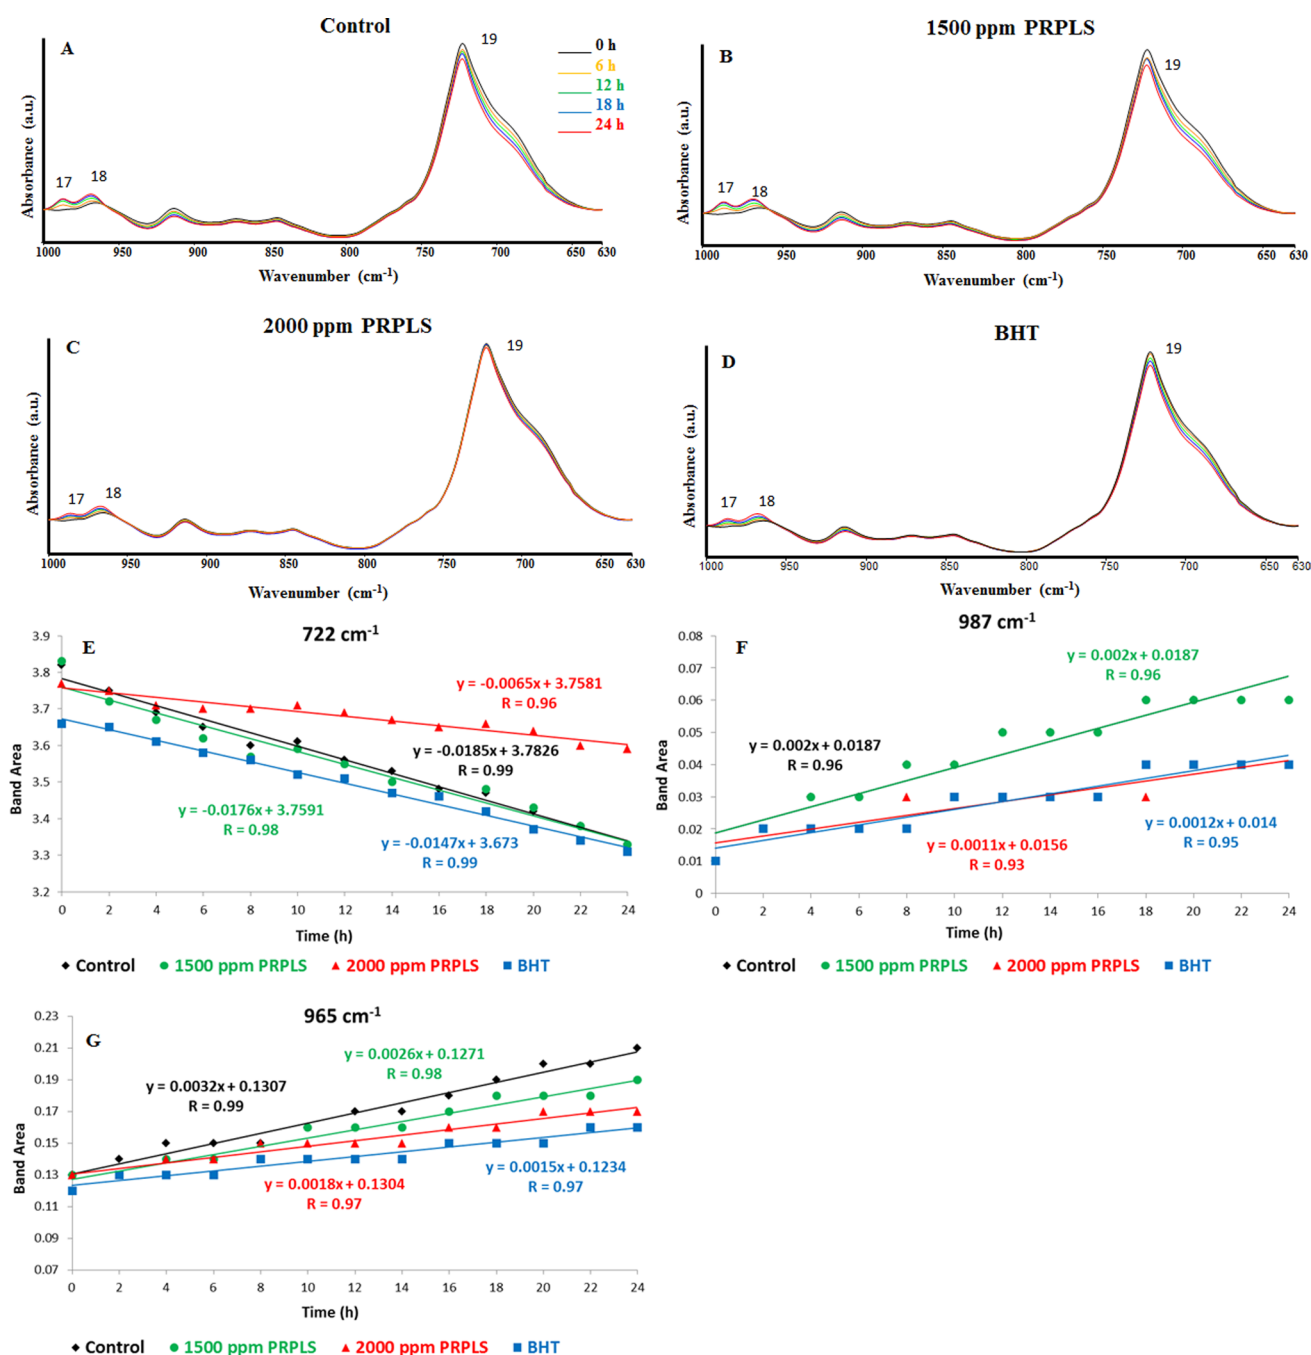 Control
A
19
0 h
6 h
12 h
18 h
24 h
17
18
Absorbance (a.u.)
1000 950 900 850 800 750 700 650 630
Wavenumber (cm-1)
1500 ppm PRPLS
B
19
17
18
Absorbance (a.u.)
1000 950 900 850 800 750 700 650 630
Wavenumber (cm-1)
2000 ppm PRPLS
C
19
17
18
Absorbance (a.u.)
1000 950 900 850 800 750 700 650 630
Wavenumber (cm-1)
BHT
D
19
17
18
Absorbance (a.u.)
1000 950 900 850 800 750 700 650 630
Wavenumber (cm-1)
722 cm-1
E
3.9
3.8
3.7
3.6
3.5
3.4
3.3
3.2
Band Area
y = -0.0065x + 3.7581
R = 0.96
y = -0.0185x + 3.7826
R = 0.99
y = -0.0176x + 3.7591
R = 0.98
y = -0.0147x + 3.673
R = 0.99
0 2 4 6 8 10 12 14 16 18 20 22 24
Time (h)
Control 1500 ppm PRPLS 2000 ppm PRPLS BHT
987 cm-1
F
0.08
0.07
0.06
0.05
0.04
0.03
0.02
0.01
0
Band Area
y = 0.002x + 0.0187
R = 0.96
y = 0.002x + 0.0187
R = 0.96
y = 0.0011x + 0.0156
R = 0.93
y = 0.0012x + 0.014
R = 0.95
0 2 4 6 8 10 12 14 16 18 20 22 24
Time (h)
Control 1500 ppm PRPLS 2000 ppm PRPLS BHT
965 cm-1
G
0.23
0.21
0.19
0.17
0.15
0.13
0.11
0.09
0.07
Band Area
y = 0.0026x + 0.1271
R = 0.98
y = 0.0032x + 0.1307
R = 0.99
y = 0.0018x + 0.1304
R = 0.97
y = 0.0015x + 0.1234
R = 0.97
0 2 4 6 8 10 12 14 16 18 20 22 24
Time (h)
Control 1500 ppm PRPLS 2000 ppm PRPLS BHT